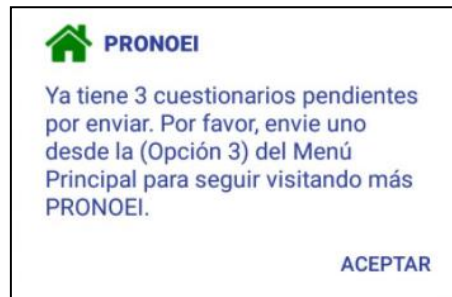 PRONOEI
Ya tiene 3 cuestionarios pendientes
por enviar. Por favor, envie uno
desde la (Opción 3) del Menú
Principal para seguir visitando más
PRONOEI.
ACEPTAR